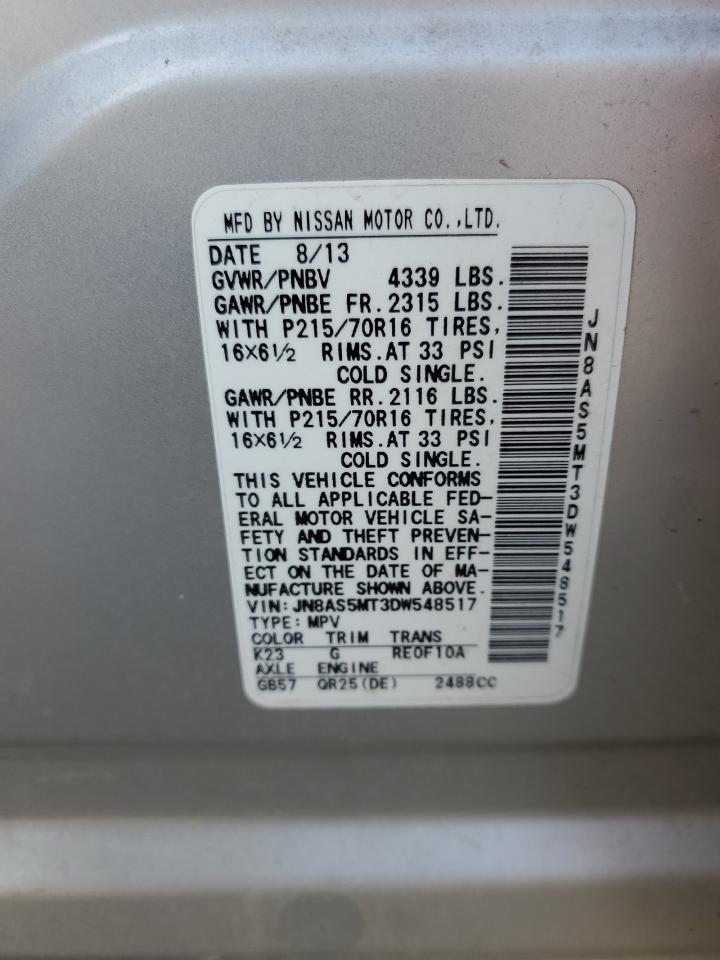 MFD BY NISSAN MOTOR CO.,LTD.
DATE 8/13
GVWR/PNBV 4339 LBS.
GAWR/PNBE FR. 2315 LBS.
WITH P215/70R16 TIRES,
16×6½ RIMS. AT 33 PSI
COLD SINGLE.
GAWR/PNBE RR. 2116 LBS.
WITH P215/70R16 TIRES,
16×6½ RIMS. AT 33 PSI
COLD SINGLE.
THIS VEHICLE CONFORMS
TO ALL APPLICABLE FED-
ERAL MOTOR VEHICLE SA-
FETY AND THEFT PREVEN-
TION STANDARDS IN EFF-
ECT ON THE DATE OF MA-
NUFACTURE SHOWN ABOVE.
VIN:JN8AS5MT3DW548517
TYPE:MPV
COLOR TRIM TRANS
K23 G RE0F10A
AXLE ENGINE
GB57 QR25(DE) 2488CC
JN8AS5MT3DW548517